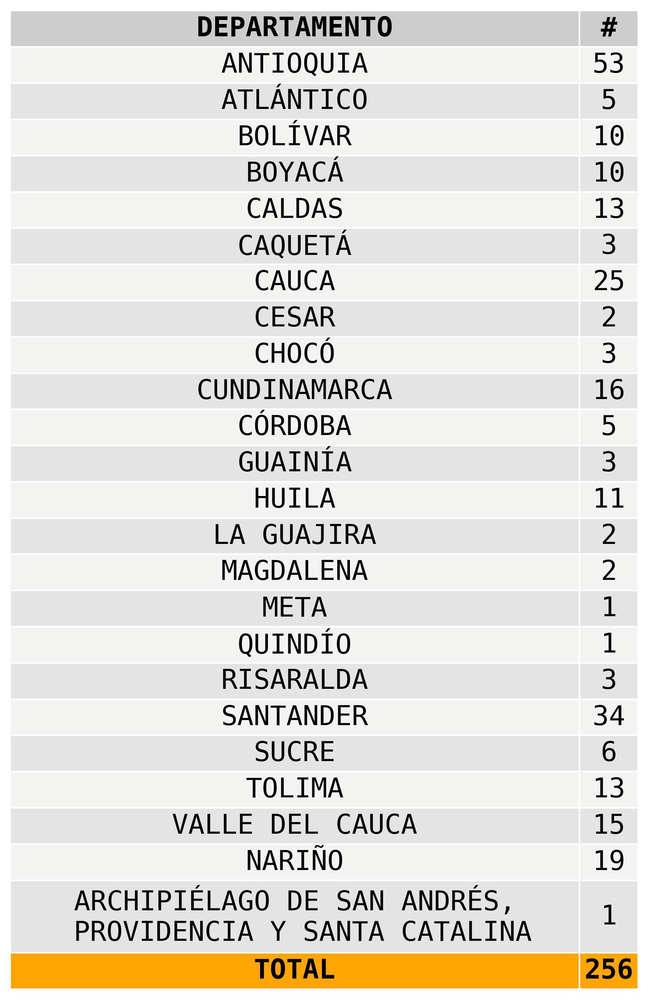 DEPARTAMENTO #
ANTIOQUIA 53
ATLÁNTICO 5
BOLÍVAR 10
BOYACÁ 10
CALDAS 13
CAQUETÁ 3
CAUCA 25
CESAR 2
CHOCÓ 3
CUNDINAMARCA 16
CÓRDOBA 5
GUAINÍA 3
HUILA 11
LA GUAJIRA 2
MAGDALENA 2
META 1
QUINDÍO 1
RISARALDA 3
SANTANDER 34
SUCRE 6
TOLIMA 13
VALLE DEL CAUCA 15
NARIÑO 19
ARCHIPIÉLAGO DE SAN ANDRÉS,
PROVIDENCIA Y SANTA CATALINA 1
TOTAL 256